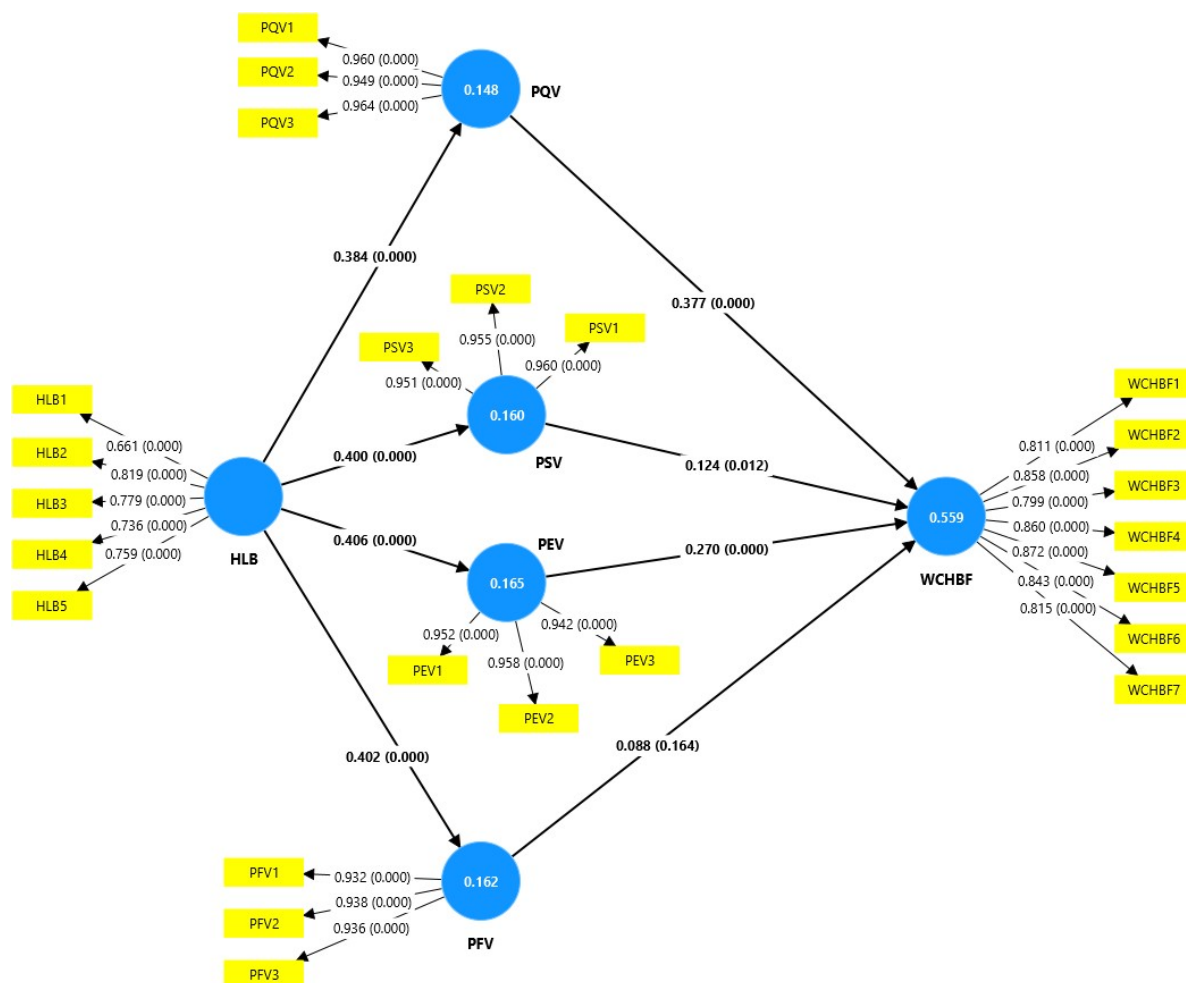 PQV1
PQV2
PQV3
0.960 (0.000)
0.949 (0.000)
0.964 (0.000)
0.148
PQV
0.384 (0.000)
0.377 (0.000)
PSV2
PSV1
PSV3
0.955 (0.000)
0.960 (0.000)
0.951 (0.000)
0.160
PSV
0.400 (0.000)
0.124 (0.012)
HLB1
HLB2
HLB3
HLB4
HLB5
0.661 (0.000)
0.819 (0.000)
0.779 (0.000)
0.736 (0.000)
0.759 (0.000)
HLB
0.406 (0.000)
PEV
0.165
0.270 (0.000)
0.952 (0.000)
0.942 (0.000)
0.958 (0.000)
PEV1
PEV3
PEV2
WCHBF1
WCHBF2
WCHBF3
WCHBF4
WCHBF5
WCHBF6
WCHBF7
0.811 (0.000)
0.858 (0.000)
0.799 (0.000)
0.860 (0.000)
0.872 (0.000)
0.843 (0.000)
0.815 (0.000)
0.559
WCHBF
0.402 (0.000)
0.088 (0.164)
PFV1
PFV2
PFV3
0.932 (0.000)
0.938 (0.000)
0.936 (0.000)
0.162
PFV